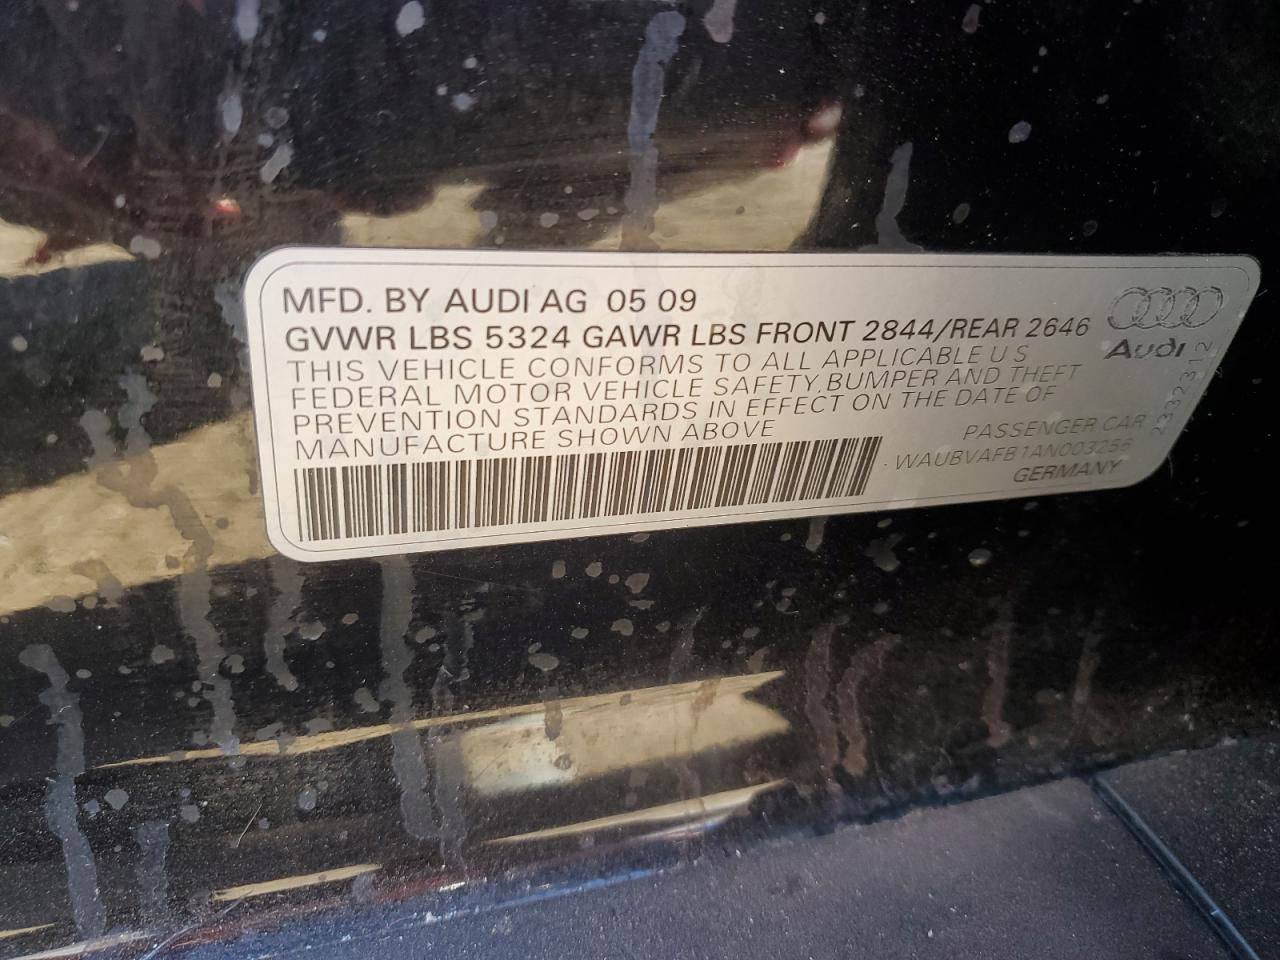 MFD. BY AUDI AG 05 09
GVWR LBS 5324 GAWR LBS FRONT 2844/REAR 2646
THIS VEHICLE CONFORMS TO ALL APPLICABLE U S
FEDERAL MOTOR VEHICLE SAFETY, BUMPER AND THEFT
PREVENTION STANDARDS IN EFFECT ON THE DATE OF
MANUFACTURE SHOWN ABOVE
Audi
PASSENGER CAR
WAUBVAFB1AN003256
GERMANY